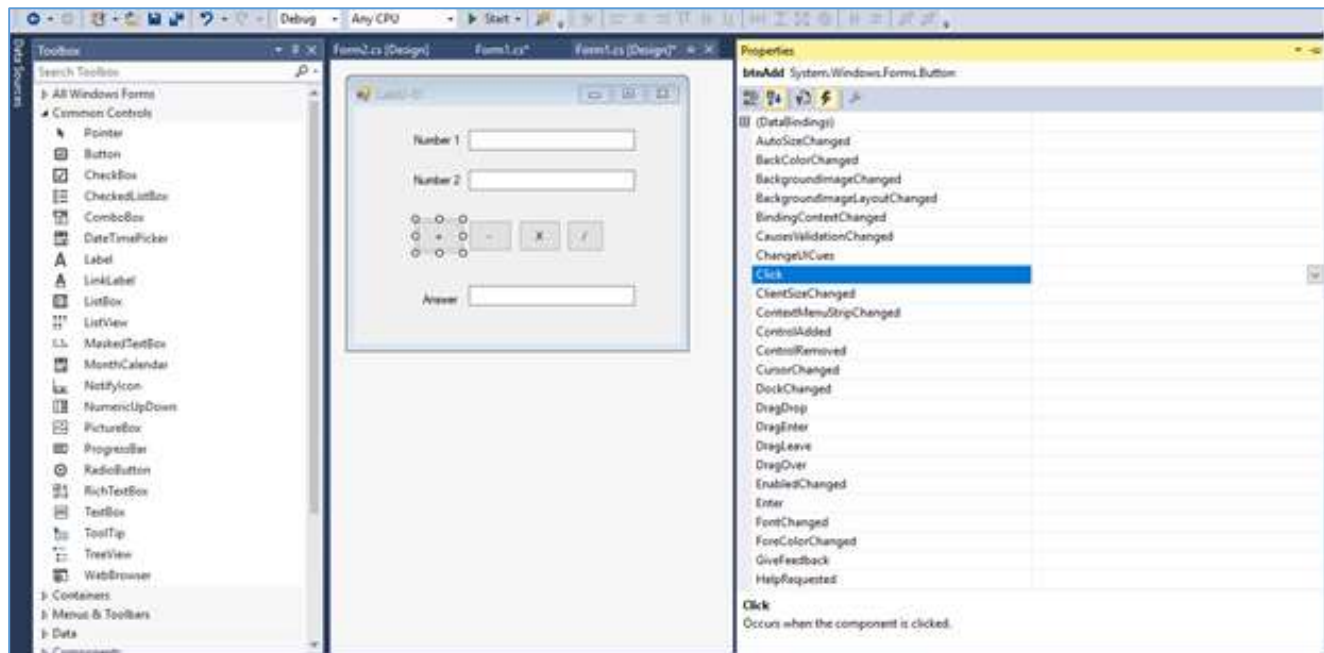 Debug
Any CPU
Start
Data Sources
Toolbox
Search Toolbox
All Windows Forms
Common Controls
Pointer
Button
CheckBox
CheckedListBox
ComboBox
DateTimePicker
Label
LinkLabel
ListBox
ListView
MaskedTextBox
MonthCalendar
NotifyIcon
NumericUpDown
PictureBox
ProgressBar
RadioButton
RichTextBox
TextBox
ToolTip
TreeView
WebBrowser
Containers
Menus & Toolbars
Data
Components
Form2.cs [Design]
Form1.cs*
Form1.cs [Design]*
Number 1
Number 2
+ - X /
Answer
Properties
btnAdd System.Windows.Forms.Button
(DataBindings)
AutoSizeChanged
BackColorChanged
BackgroundImageChanged
BackgroundImageLayoutChanged
BindingContextChanged
CausesValidationChanged
ChangeUICues
Click
ClientSizeChanged
ContextMenuStripChanged
ControlAdded
ControlRemoved
CursorChanged
DockChanged
DragDrop
DragEnter
DragLeave
DragOver
EnabledChanged
Enter
FontChanged
ForeColorChanged
GiveFeedback
HelpRequested
Click
Occurs when the component is clicked.